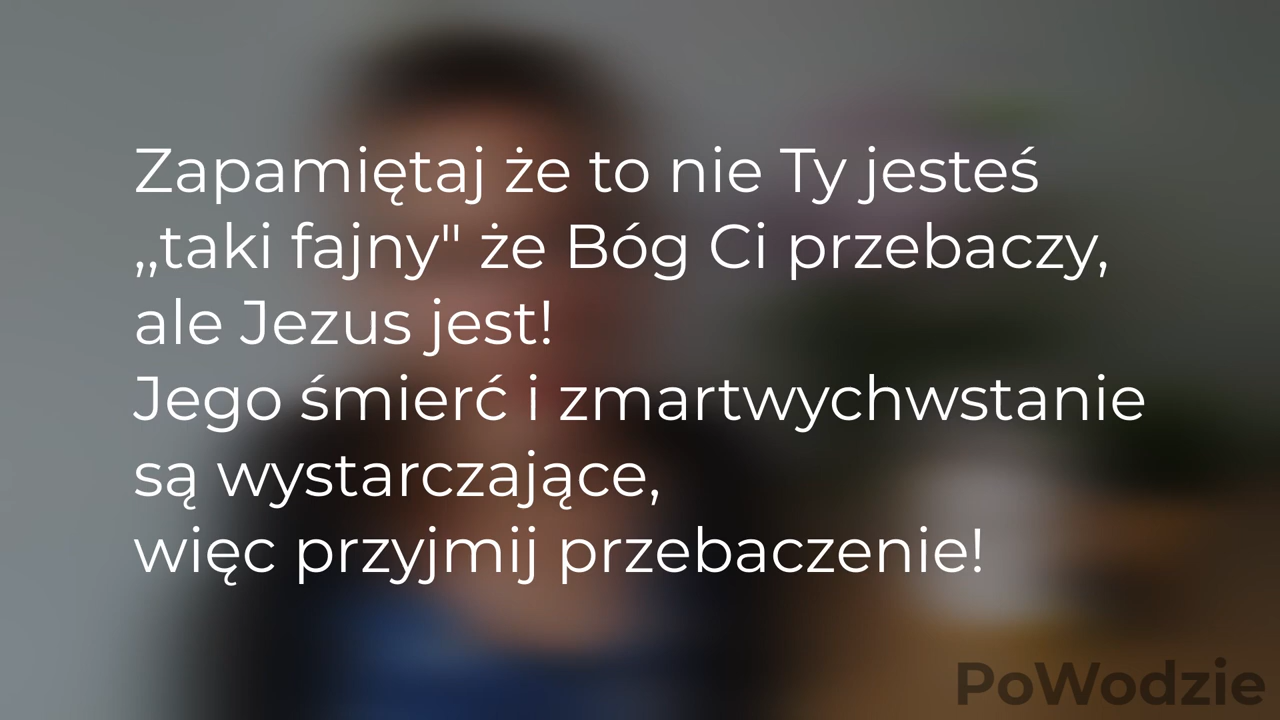 Zapamiętaj że to nie Ty jesteś
,,taki fajny" że Bóg Ci przebaczy,
ale Jezus jest!
Jego śmierć i zmartwychwstanie
są wystarczające,
więc przyjmij przebaczenie!
PoWodzie